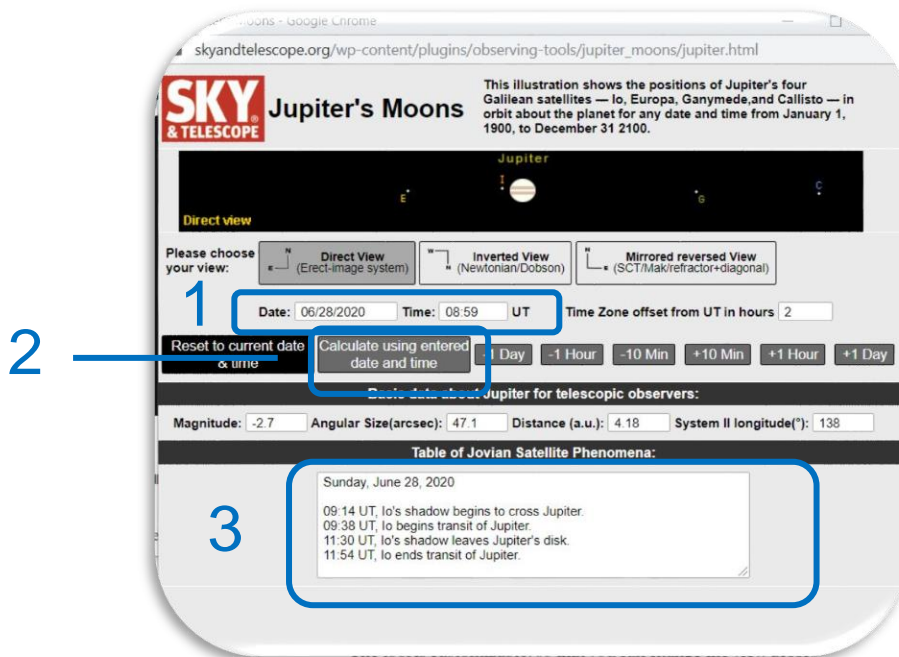 Moons - Google Chrome
skyandtelescope.org/wp-content/plugins/observing-tools/jupiter_moons/jupiter.html
SKY
& TELESCOPE
Jupiter's Moons
This illustration shows the positions of Jupiter's four
Galilean satellites — Io, Europa, Ganymede,and Callisto — in
orbit about the planet for any date and time from January 1,
1900, to December 31 2100.
Jupiter
E I G C
Direct view
Please choose
your view:
N
E
Direct View
(Erect-image system)
W
N
Inverted View
(Newtonian/Dobson)
N
E
Mirrored reversed View
(SCT/Mak/refractor+diagonal)
1
Date: 06/28/2020 Time: 08:59 UT Time Zone offset from UT in hours 2
2
Reset to current date
& time
Calculate using entered
date and time
-1 Day -1 Hour -10 Min +10 Min +1 Hour +1 Day
Basic data about Jupiter for telescopic observers:
Magnitude: -2.7 Angular Size(arcsec): 47.1 Distance (a.u.): 4.18 System II longitude(°): 138
Table of Jovian Satellite Phenomena:
3
Sunday, June 28, 2020
09:14 UT, Io's shadow begins to cross Jupiter.
09:38 UT, Io begins transit of Jupiter.
11:30 UT, Io's shadow leaves Jupiter's disk.
11:54 UT, Io ends transit of Jupiter.